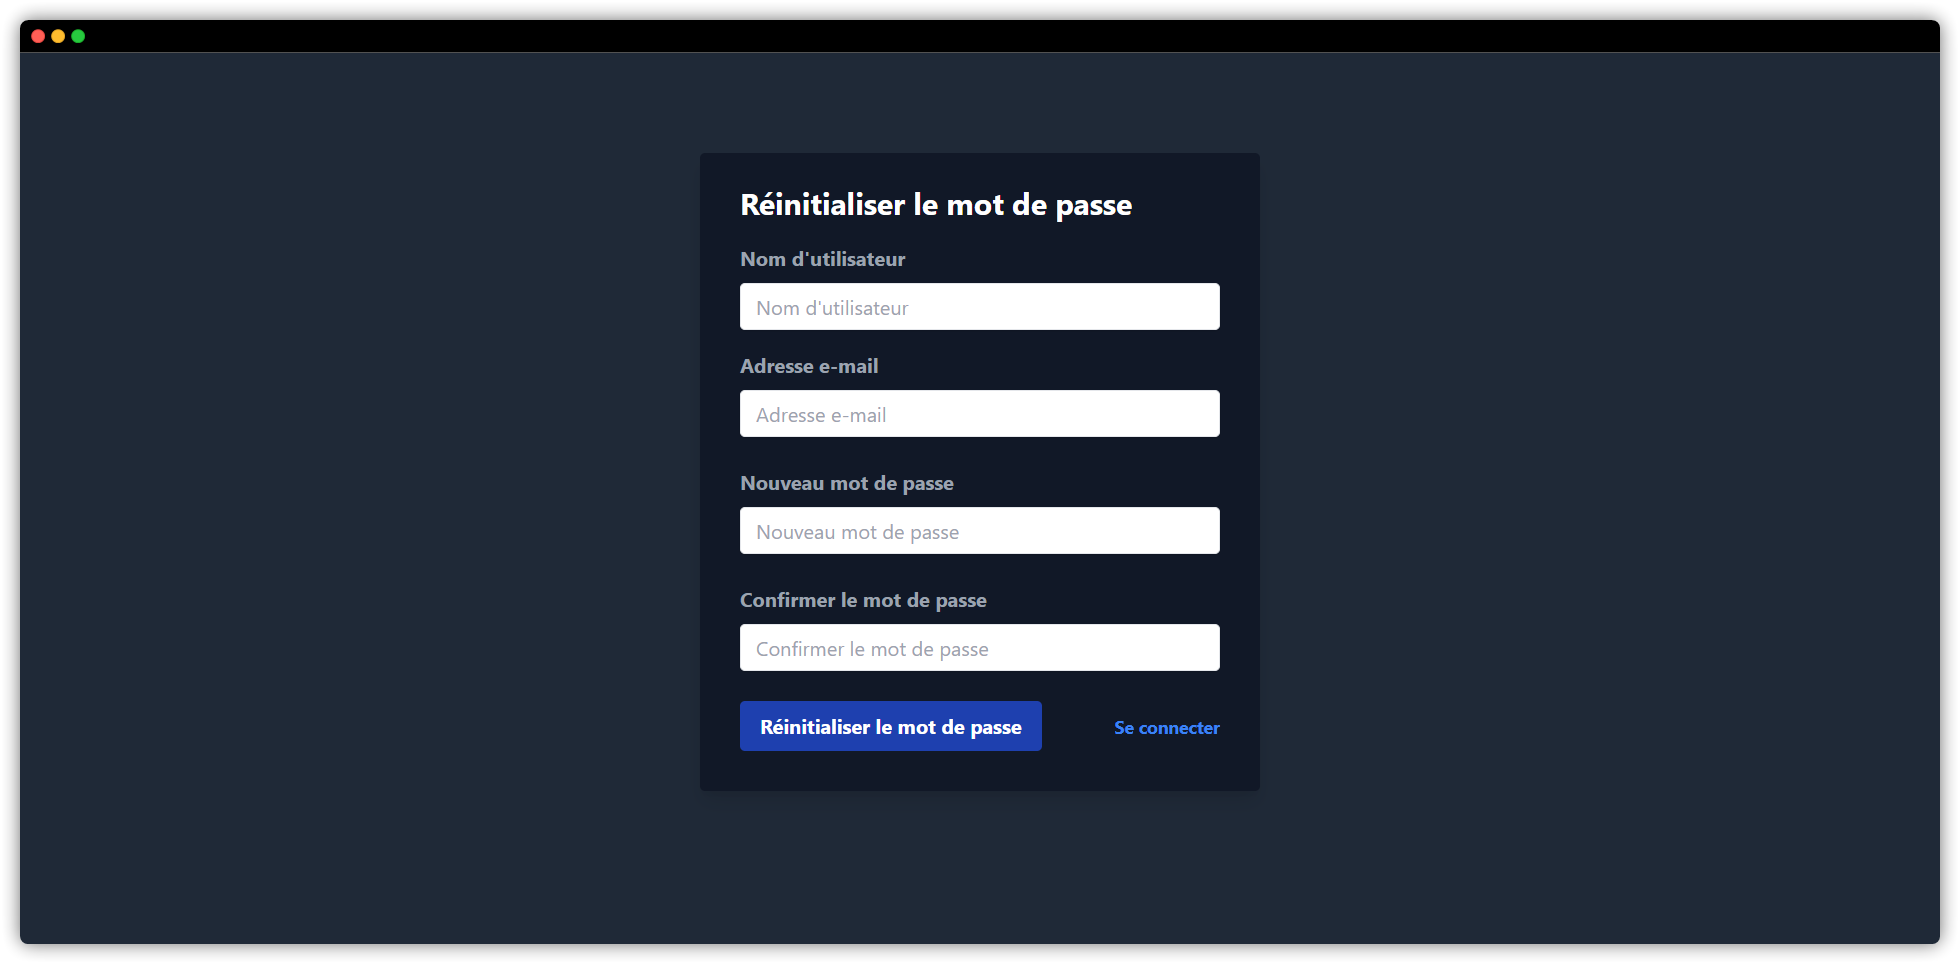 Réinitialiser le mot de passe
Nom d'utilisateur
Nom d'utilisateur
Adresse e-mail
Adresse e-mail
Nouveau mot de passe
Nouveau mot de passe
Confirmer le mot de passe
Confirmer le mot de passe
Réinitialiser le mot de passe Se connecter